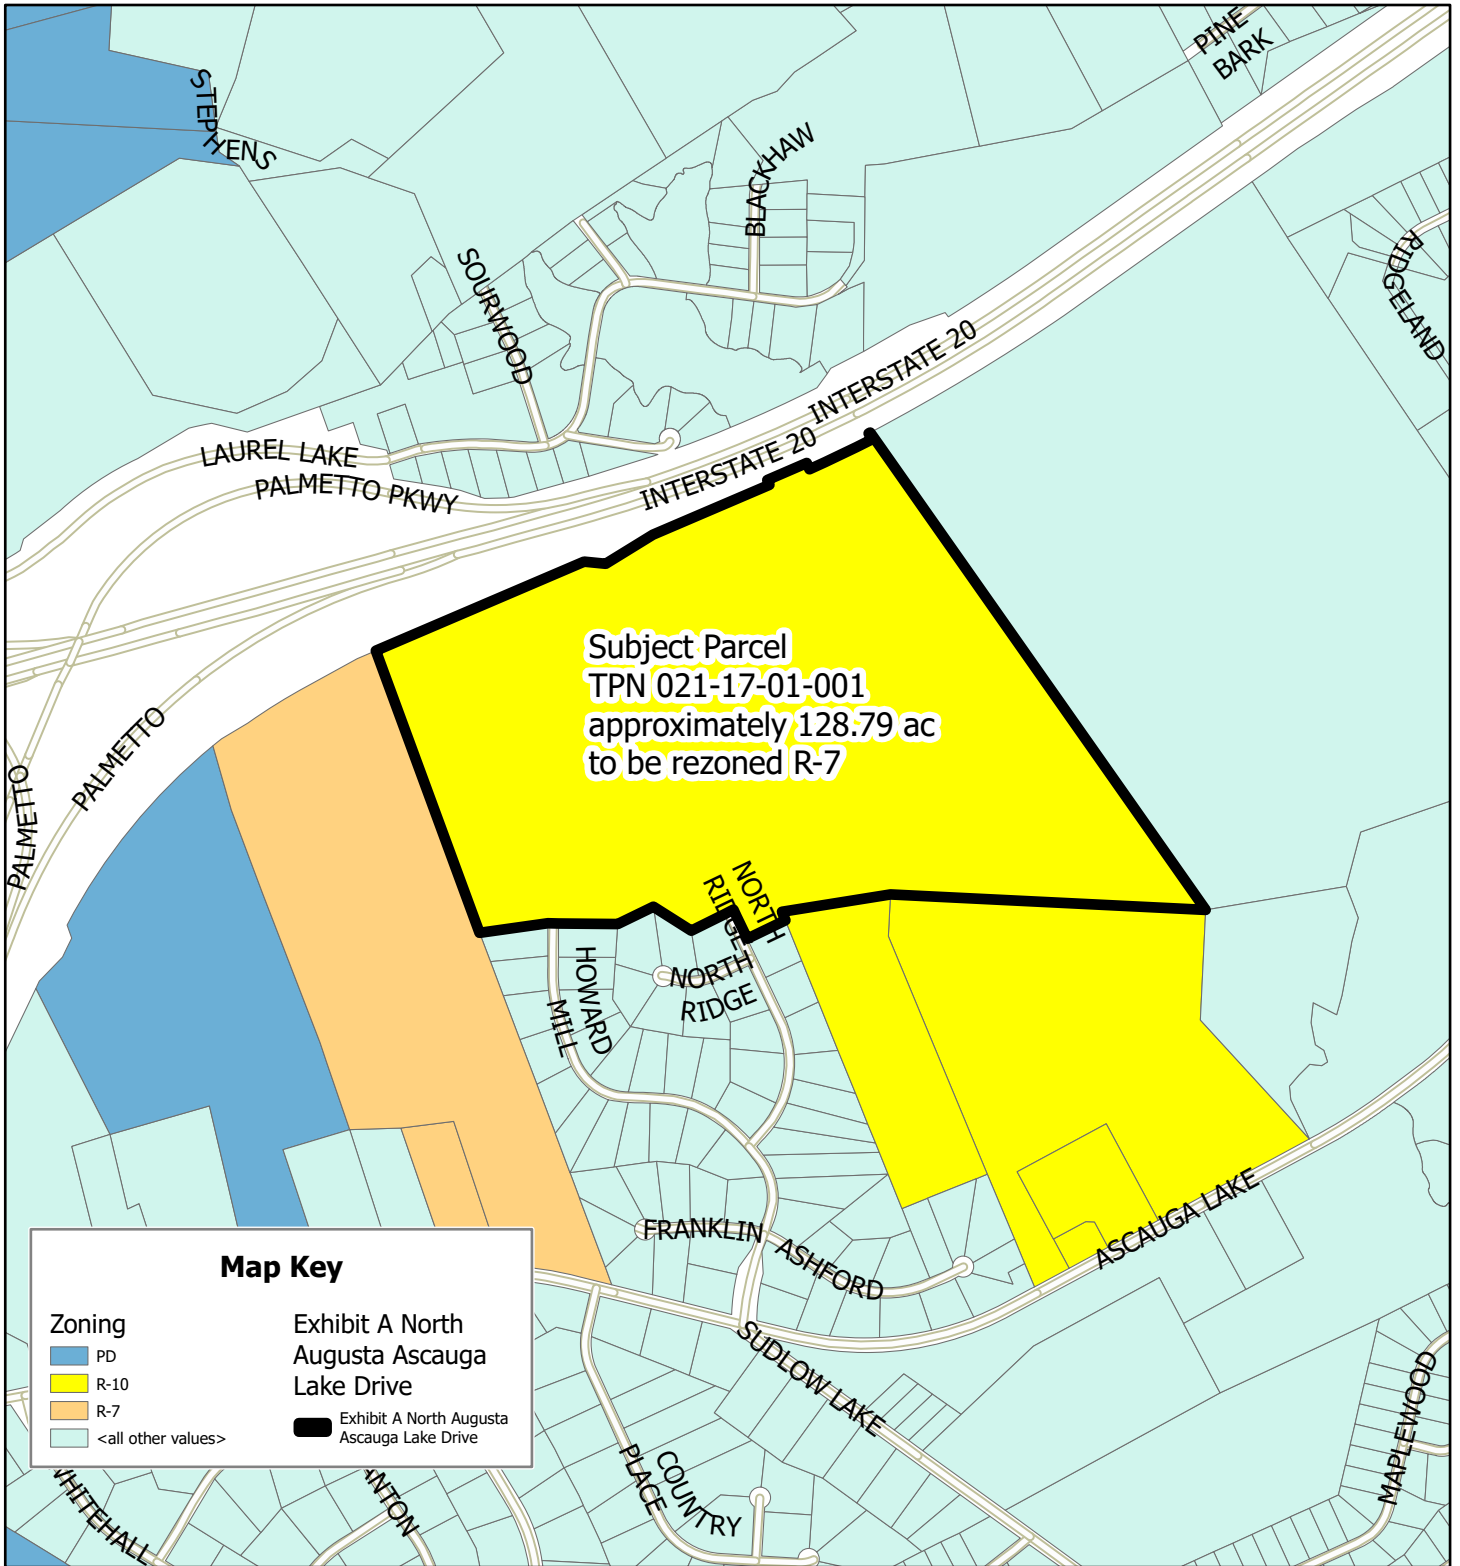 PINE
BARK
STEPHENS
BLACKHAW
RIDGELAND
SOURWOOD
INTERSTATE 20
INTERSTATE 20
LAUREL LAKE
PALMETTO PKWY
Subject Parcel
TPN 021-17-01-001
approximately 128.79 ac
to be rezoned R-7
PALMETTO
PALMETTO
NORTH
RIDGE
HOWARD
MILL
NORTH
RIDGE
FRANKLIN
ASHFORD
ASCAUGA LAKE
SUDLOW LAKE
MAPLEWOOD
COUNTRY
PLACE
WHITEHALL
Map Key
Zoning
PD
R-10
R-7
<all other values>
Exhibit A North
Augusta Ascauga
Lake Drive
Exhibit A North Augusta
Ascauga Lake Drive